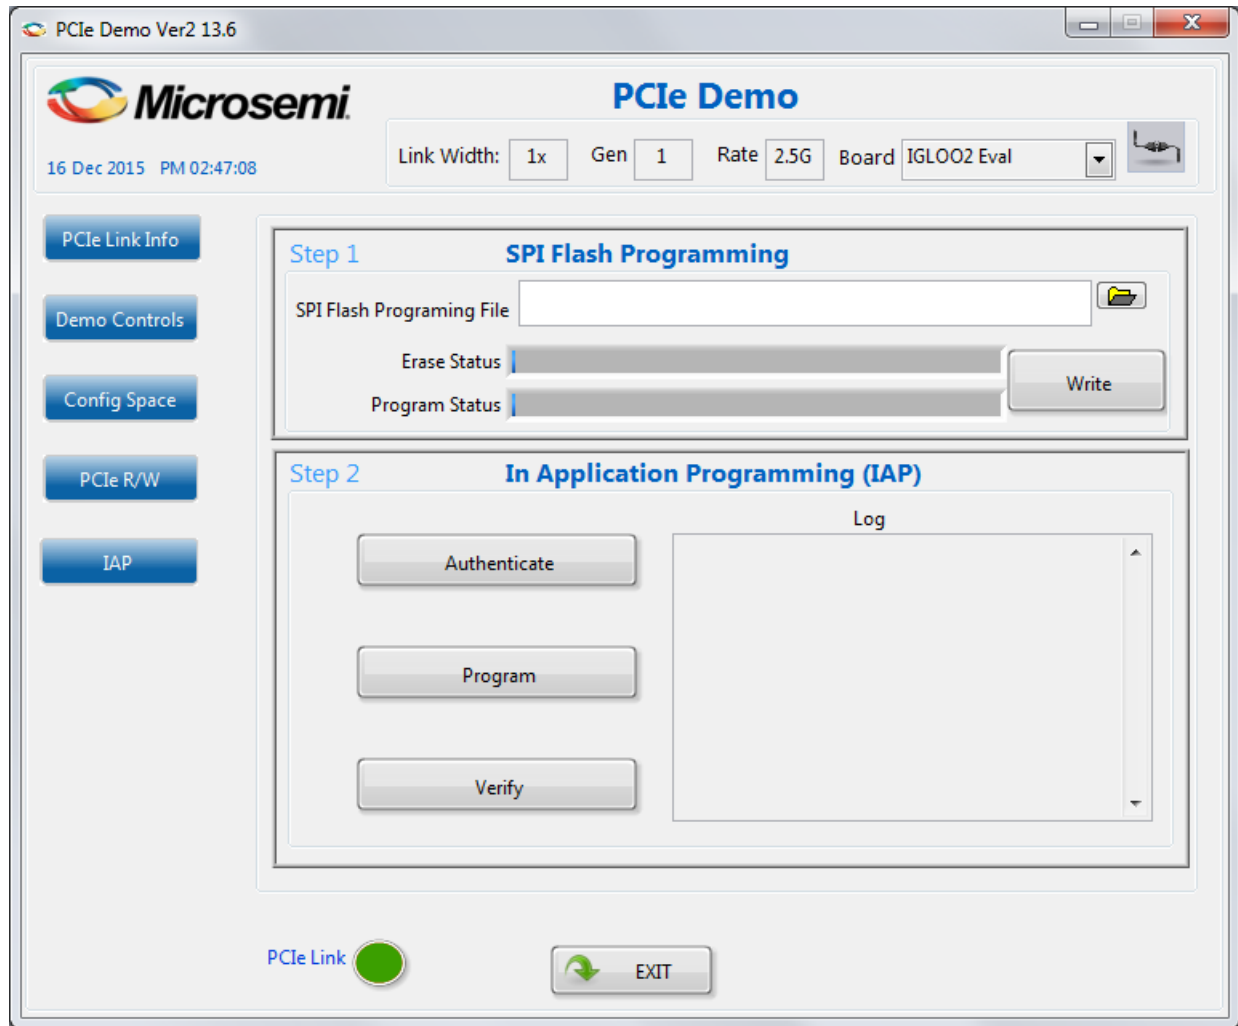 PCIe Demo Ver2 13.6
Microsemi.
PCIe Demo
16 Dec 2015 PM 02:47:08
Link Width: 1x Gen 1 Rate 2.5G Board IGLOO2 Eval
PCIe Link Info
Demo Controls
Config Space
PCIe R/W
IAP
Step 1 SPI Flash Programming
SPI Flash Programing File
Erase Status
Program Status
Write
Step 2 In Application Programming (IAP)
Log
Authenticate
Program
Verify
PCIe Link
EXIT